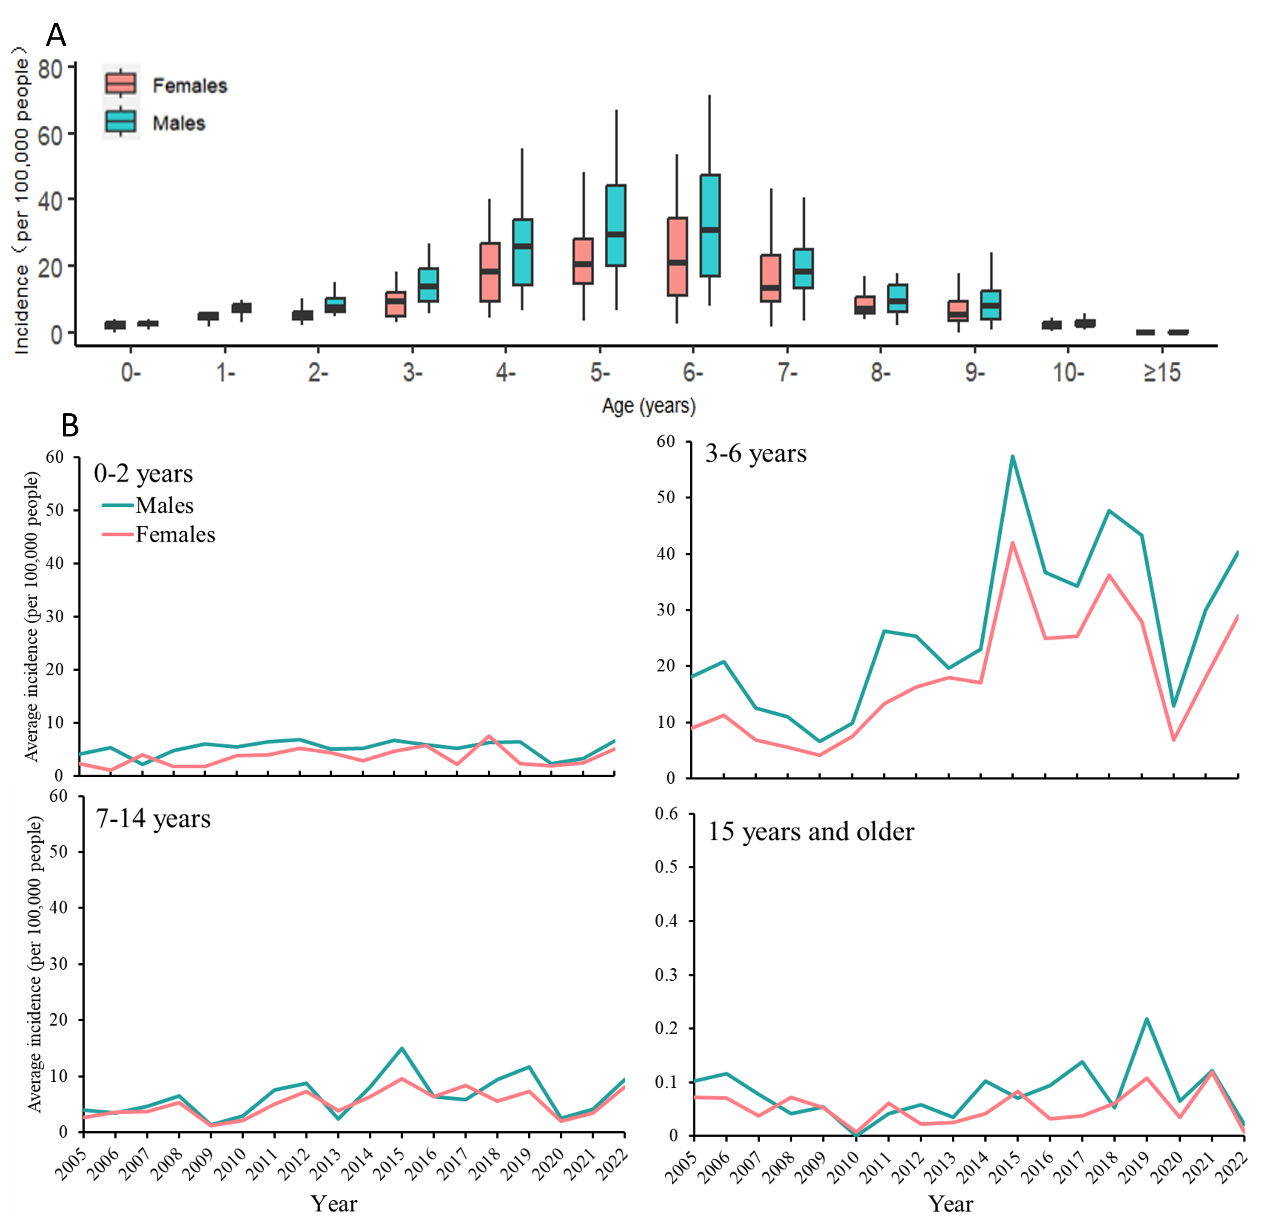 A
Incidence（per 100,000 people）
80
60
40
20
0
Females
Males
0- 1- 2- 3- 4- 5- 6- 7- 8- 9- 10- ≥15
Age (years)
B
Average incidence (per 100,000 people)
60
50
40
30
20
10
0
0-2 years
Males
Females
60
50
40
30
20
10
0
3-6 years
Average incidence (per 100,000 people)
60
50
40
30
20
10
0
7-14 years
2005 2006 2007 2008 2009 2010 2011 2012 2013 2014 2015 2016 2017 2018 2019 2020 2021 2022
Year
0.6
0.5
0.4
0.3
0.2
0.1
0
15 years and older
2005 2006 2007 2008 2009 2010 2011 2012 2013 2014 2015 2016 2017 2018 2019 2020 2021 2022
Year